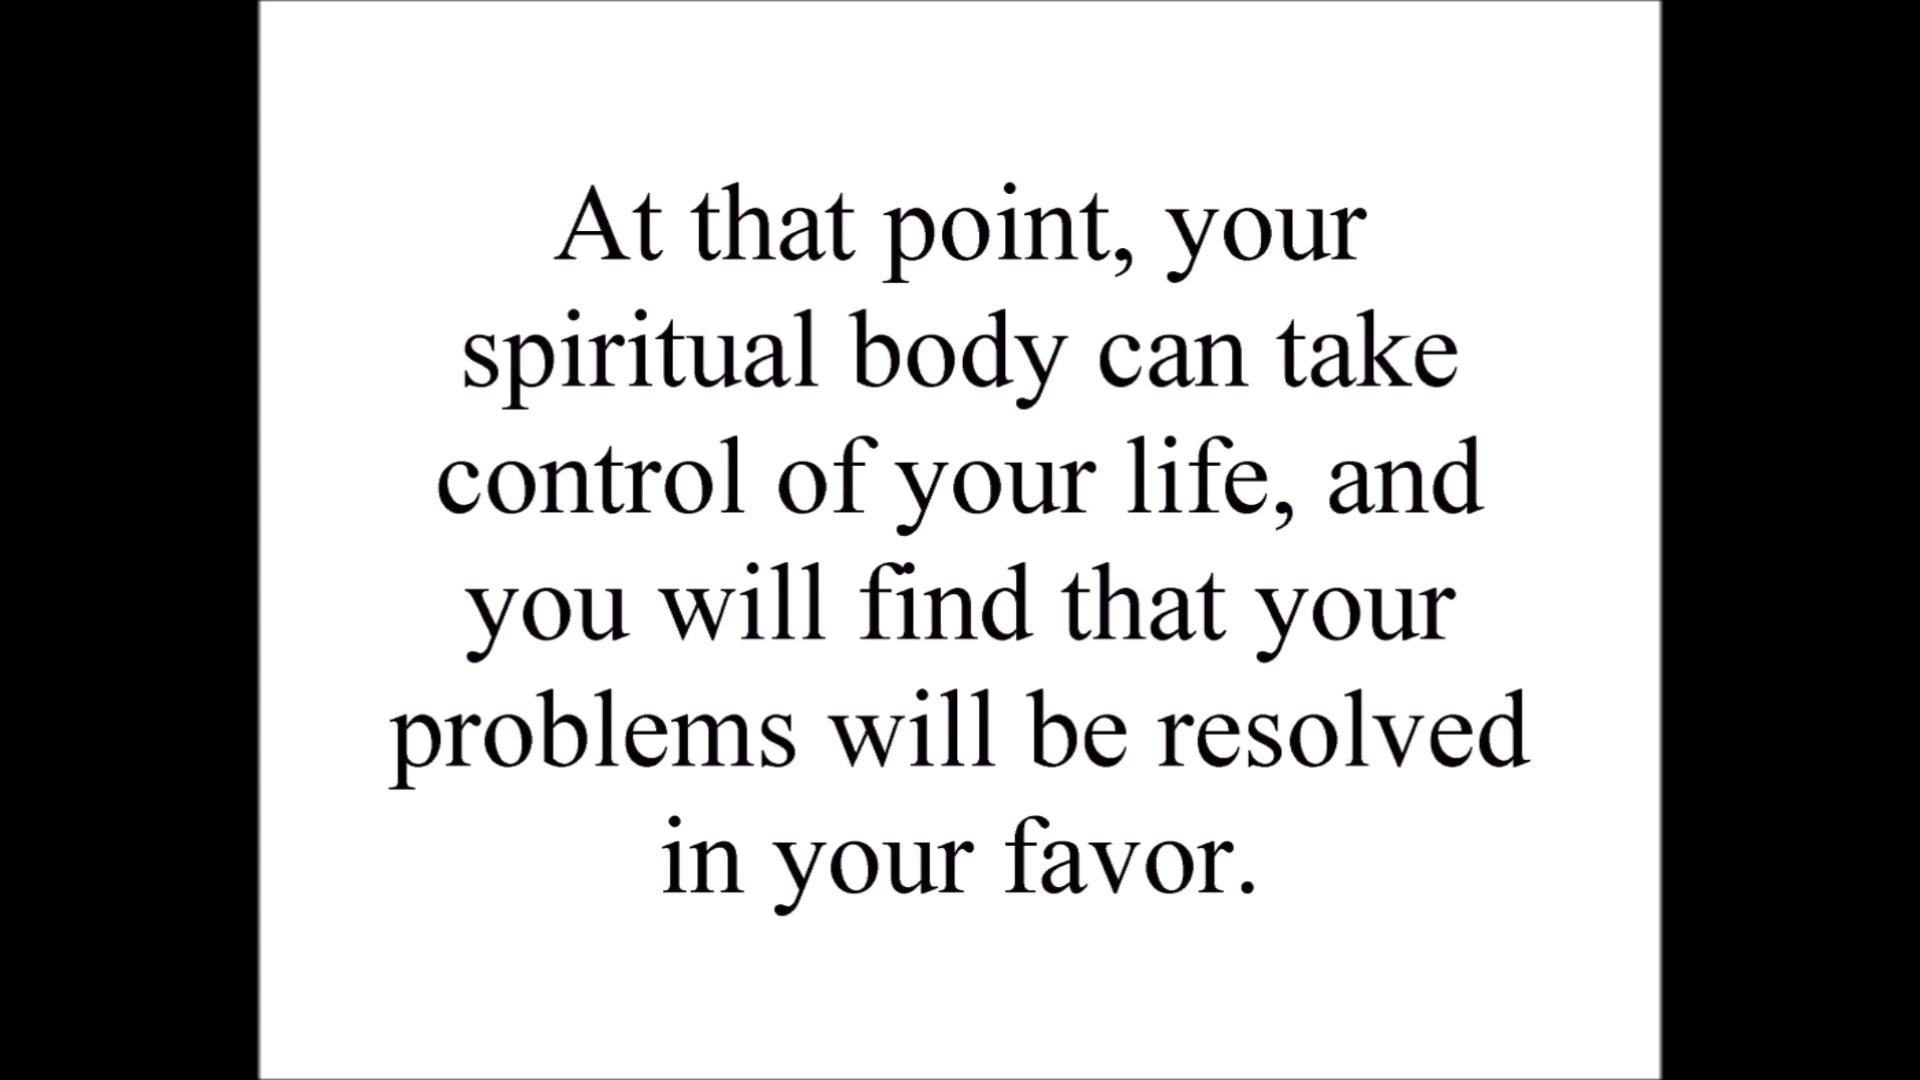 At that point, your
spiritual body can take
control of your life, and
you will find that your
problems will be resolved
in your favor.